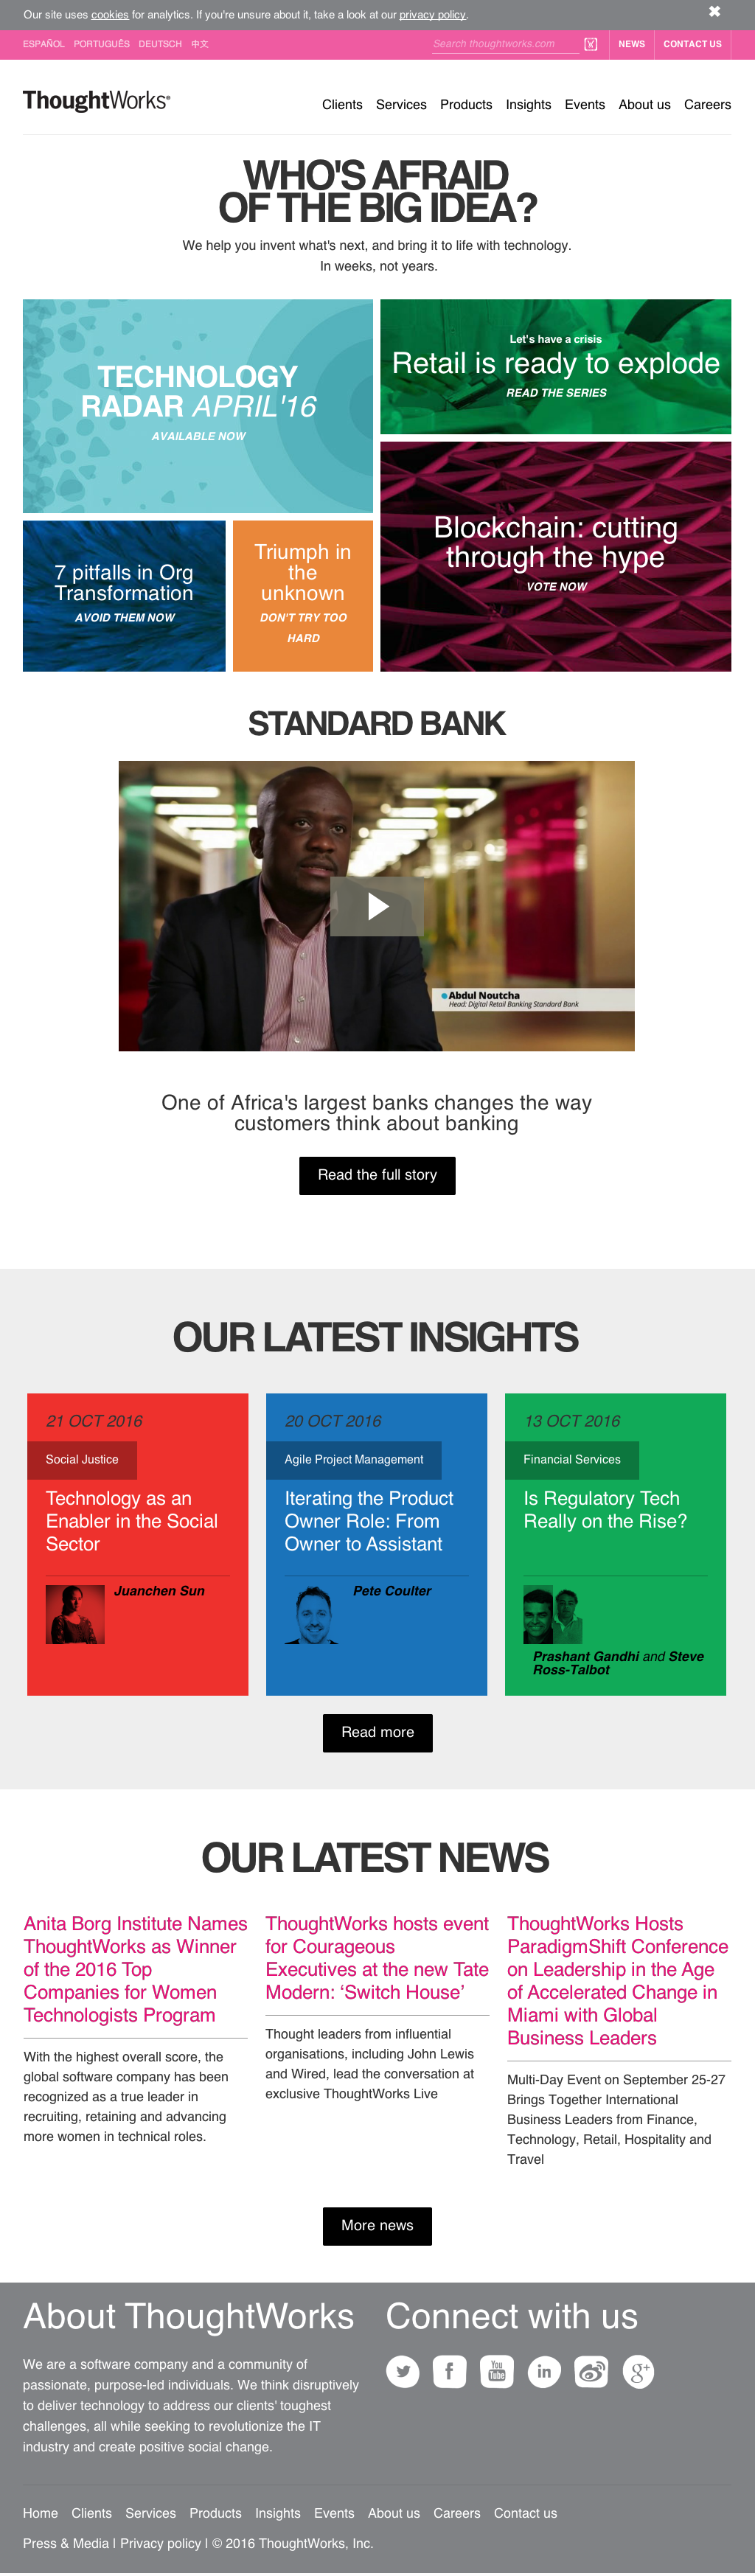 Our site uses cookies for analytics. If you're unsure about it, take a look at our privacy policy.
✖
ESPAÑOL PORTUGUÊS DEUTSCH 中文
Search thoughtworks.com
NEWS
CONTACT US
ThoughtWorks®
Clients Services Products Insights Events About us Careers
WHO'S AFRAID
OF THE BIG IDEA?
We help you invent what's next, and bring it to life with technology.
In weeks, not years.
TECHNOLOGY
RADAR APRIL'16
AVAILABLE NOW
Let's have a crisis
Retail is ready to explode
READ THE SERIES
Blockchain: cutting
through the hype
VOTE NOW
7 pitfalls in Org
Transformation
AVOID THEM NOW
Triumph in
the
unknown
DON'T TRY TOO
HARD
STANDARD BANK
Abdul Noutcha
Head: Digital Retail Banking Standard Bank
One of Africa's largest banks changes the way
customers think about banking
Read the full story
OUR LATEST INSIGHTS
21 OCT 2016
Social Justice
Technology as an
Enabler in the Social
Sector
Juanchen Sun
20 OCT 2016
Agile Project Management
Iterating the Product
Owner Role: From
Owner to Assistant
Pete Coulter
13 OCT 2016
Financial Services
Is Regulatory Tech
Really on the Rise?
Prashant Gandhi and Steve
Ross-Talbot
Read more
OUR LATEST NEWS
Anita Borg Institute Names
ThoughtWorks as Winner
of the 2016 Top
Companies for Women
Technologists Program
With the highest overall score, the
global software company has been
recognized as a true leader in
recruiting, retaining and advancing
more women in technical roles.
ThoughtWorks hosts event
for Courageous
Executives at the new Tate
Modern: ‘Switch House’
Thought leaders from influential
organisations, including John Lewis
and Wired, lead the conversation at
exclusive ThoughtWorks Live
ThoughtWorks Hosts
ParadigmShift Conference
on Leadership in the Age
of Accelerated Change in
Miami with Global
Business Leaders
Multi-Day Event on September 25-27
Brings Together International
Business Leaders from Finance,
Technology, Retail, Hospitality and
Travel
More news
About ThoughtWorks
We are a software company and a community of
passionate, purpose-led individuals. We think disruptively
to deliver technology to address our clients' toughest
challenges, all while seeking to revolutionize the IT
industry and create positive social change.
Connect with us
f
You
Tube
in
g+
Home Clients Services Products Insights Events About us Careers Contact us
Press & Media | Privacy policy | © 2016 ThoughtWorks, Inc.